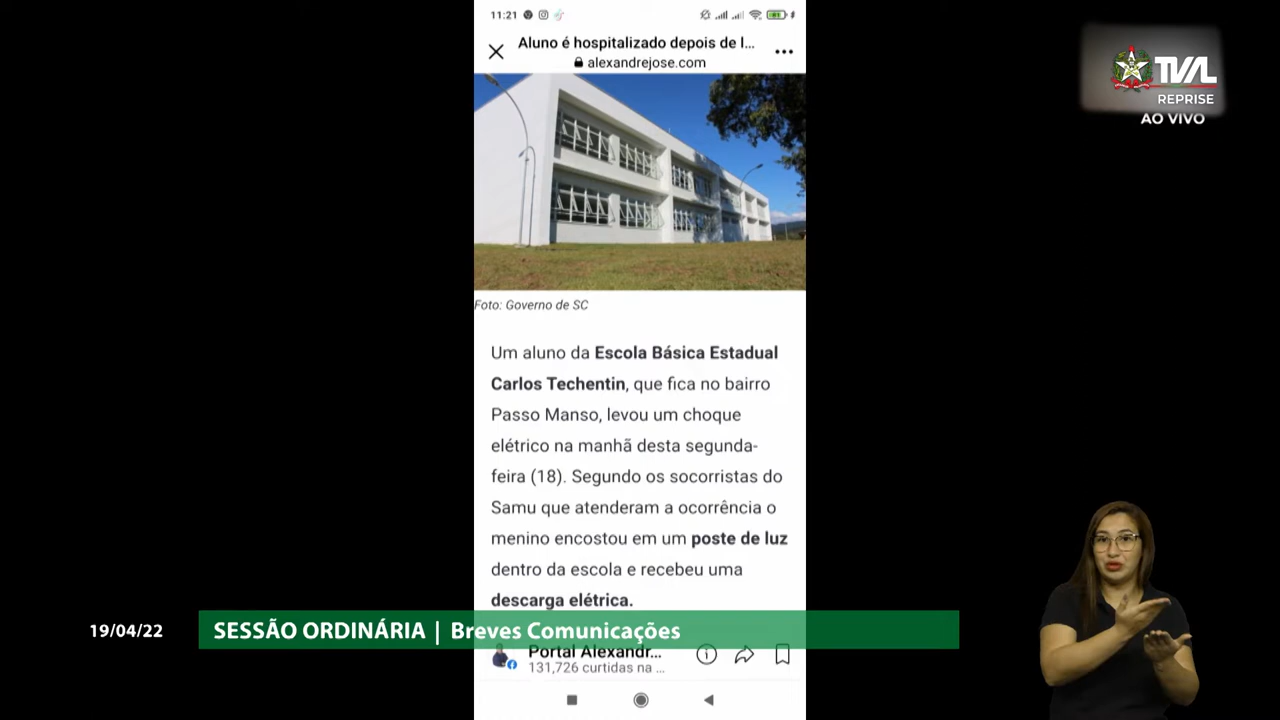 11:21
Aluno é hospitalizado depois de l...
alexandrejose.com
TVAL
REPRISE
AO VIVO
Foto: Governo de SC
Um aluno da Escola Básica Estadual
Carlos Techentin, que fica no bairro
Passo Manso, levou um choque
elétrico na manhã desta segunda-
feira (18). Segundo os socorristas do
Samu que atenderam a ocorrência o
menino encostou em um poste de luz
dentro da escola e recebeu uma
descarga elétrica.
19/04/22
SESSÃO ORDINÁRIA | Breves Comunicações
Portal Alexandr...
131,726 curtidas na ...